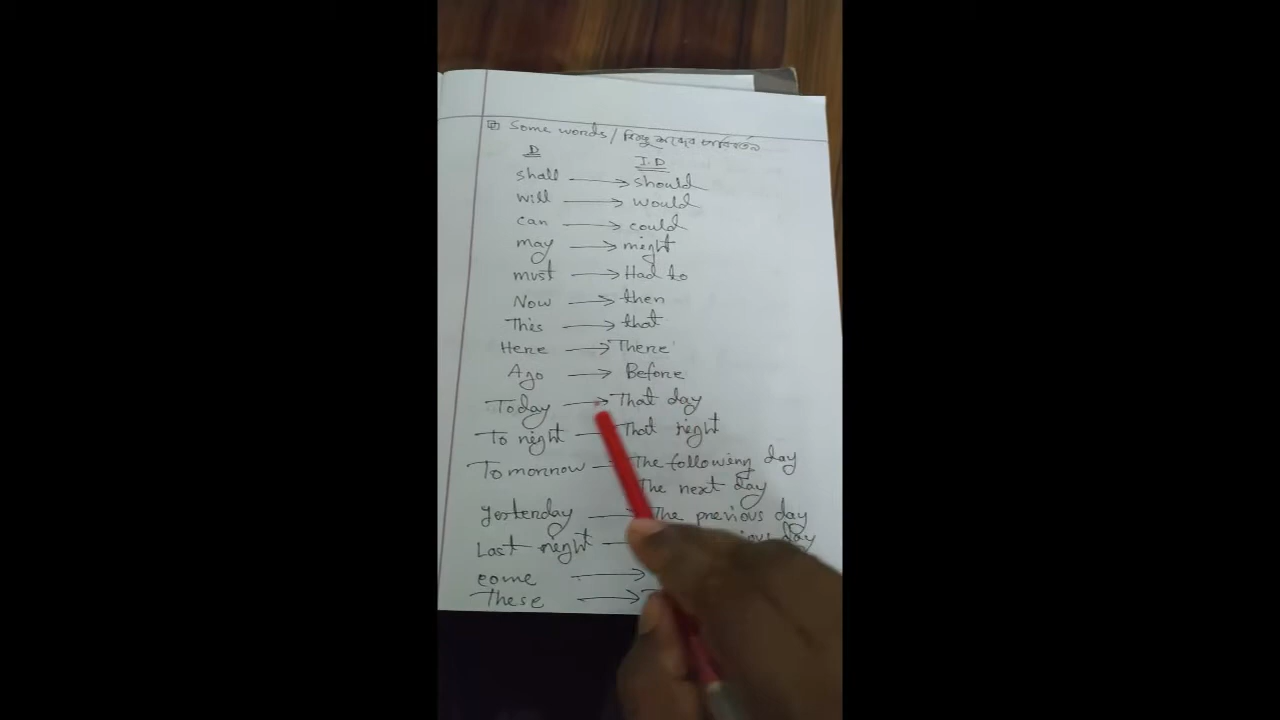 Some words / কিছু শব্দের পরিবর্তন
D I.D
shall → should
will → would
can → could
may → might
must → Had to
Now → then
This → that
Here → There
Ago → Before
Today → That day
To night → That night
Tomorrow → The following day
The next day
Yesterday → The previous day
Last night → day
come →
These →